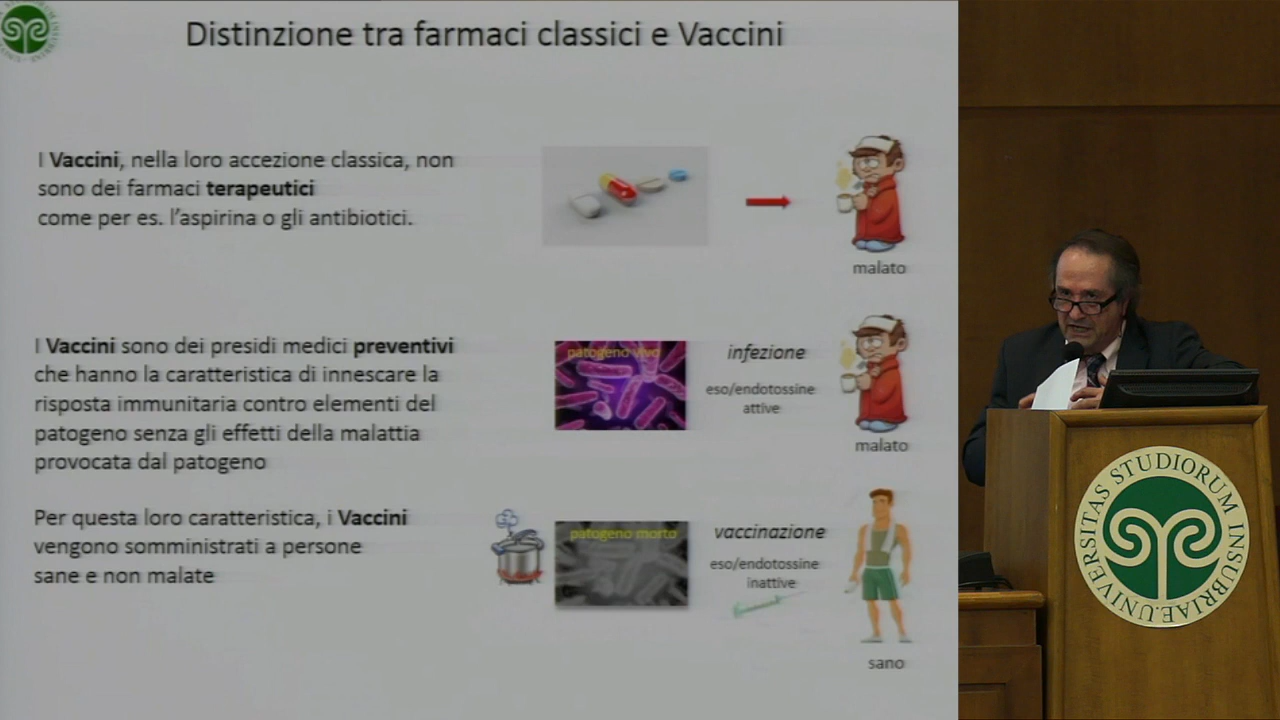 Distinzione tra farmaci classici e Vaccini
I Vaccini, nella loro accezione classica, non
sono dei farmaci terapeutici
come per es. l'aspirina o gli antibiotici.
malato
I Vaccini sono dei presidi medici preventivi
che hanno la caratteristica di innescare la
risposta immunitaria contro elementi del
patogeno senza gli effetti della malattia
provocata dal patogeno
patogeno vivo
infezione
eso/endotossine
attive
malato
Per questa loro caratteristica, i Vaccini
vengono somministrati a persone
sane e non malate
patogeno morto
vaccinazione
eso/endotossine
inattive
sano
UNIVERSITAS STUDIORUM INSUBRIAE